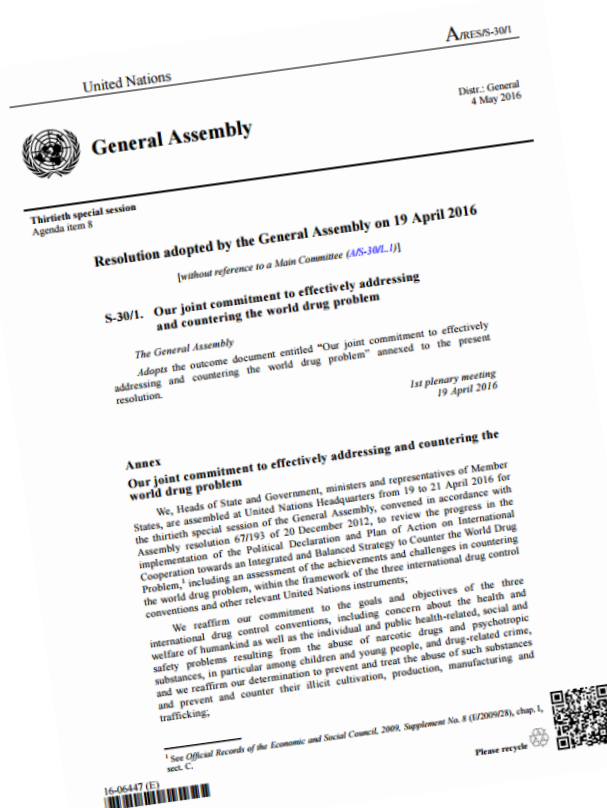 United Nations
A/RES/S-30/1
Distr.: General
4 May 2016
General Assembly
Thirtieth special session
Agenda item 8
Resolution adopted by the General Assembly on 19 April 2016
[without reference to a Main Committee (A/S-30/L.1)]
S-30/1. Our joint commitment to effectively addressing
and countering the world drug problem
The General Assembly
Adopts the outcome document entitled “Our joint commitment to effectively
addressing and countering the world drug problem” annexed to the present
resolution.
1st plenary meeting
19 April 2016
Annex
Our joint commitment to effectively addressing and countering the
world drug problem
We, Heads of State and Government, ministers and representatives of Member
States, are assembled at United Nations Headquarters from 19 to 21 April 2016 for
the thirtieth special session of the General Assembly, convened in accordance with
Assembly resolution 67/193 of 20 December 2012, to review the progress in the
implementation of the Political Declaration and Plan of Action on International
Cooperation towards an Integrated and Balanced Strategy to Counter the World Drug
Problem,¹ including an assessment of the achievements and challenges in countering
the world drug problem, within the framework of the three international drug control
conventions and other relevant United Nations instruments;
We reaffirm our commitment to the goals and objectives of the three
international drug control conventions, including concern about the health and
welfare of humankind as well as the individual and public health-related, social and
safety problems resulting from the abuse of narcotic drugs and psychotropic
substances, in particular among children and young people, and drug-related crime,
and we reaffirm our determination to prevent and treat the abuse of such substances
and prevent and counter their illicit cultivation, production, manufacturing and
trafficking;
¹ See Official Records of the Economic and Social Council, 2009, Supplement No. 8 (E/2009/28), chap. I,
sect. C.
16-06447 (E)
Please recycle